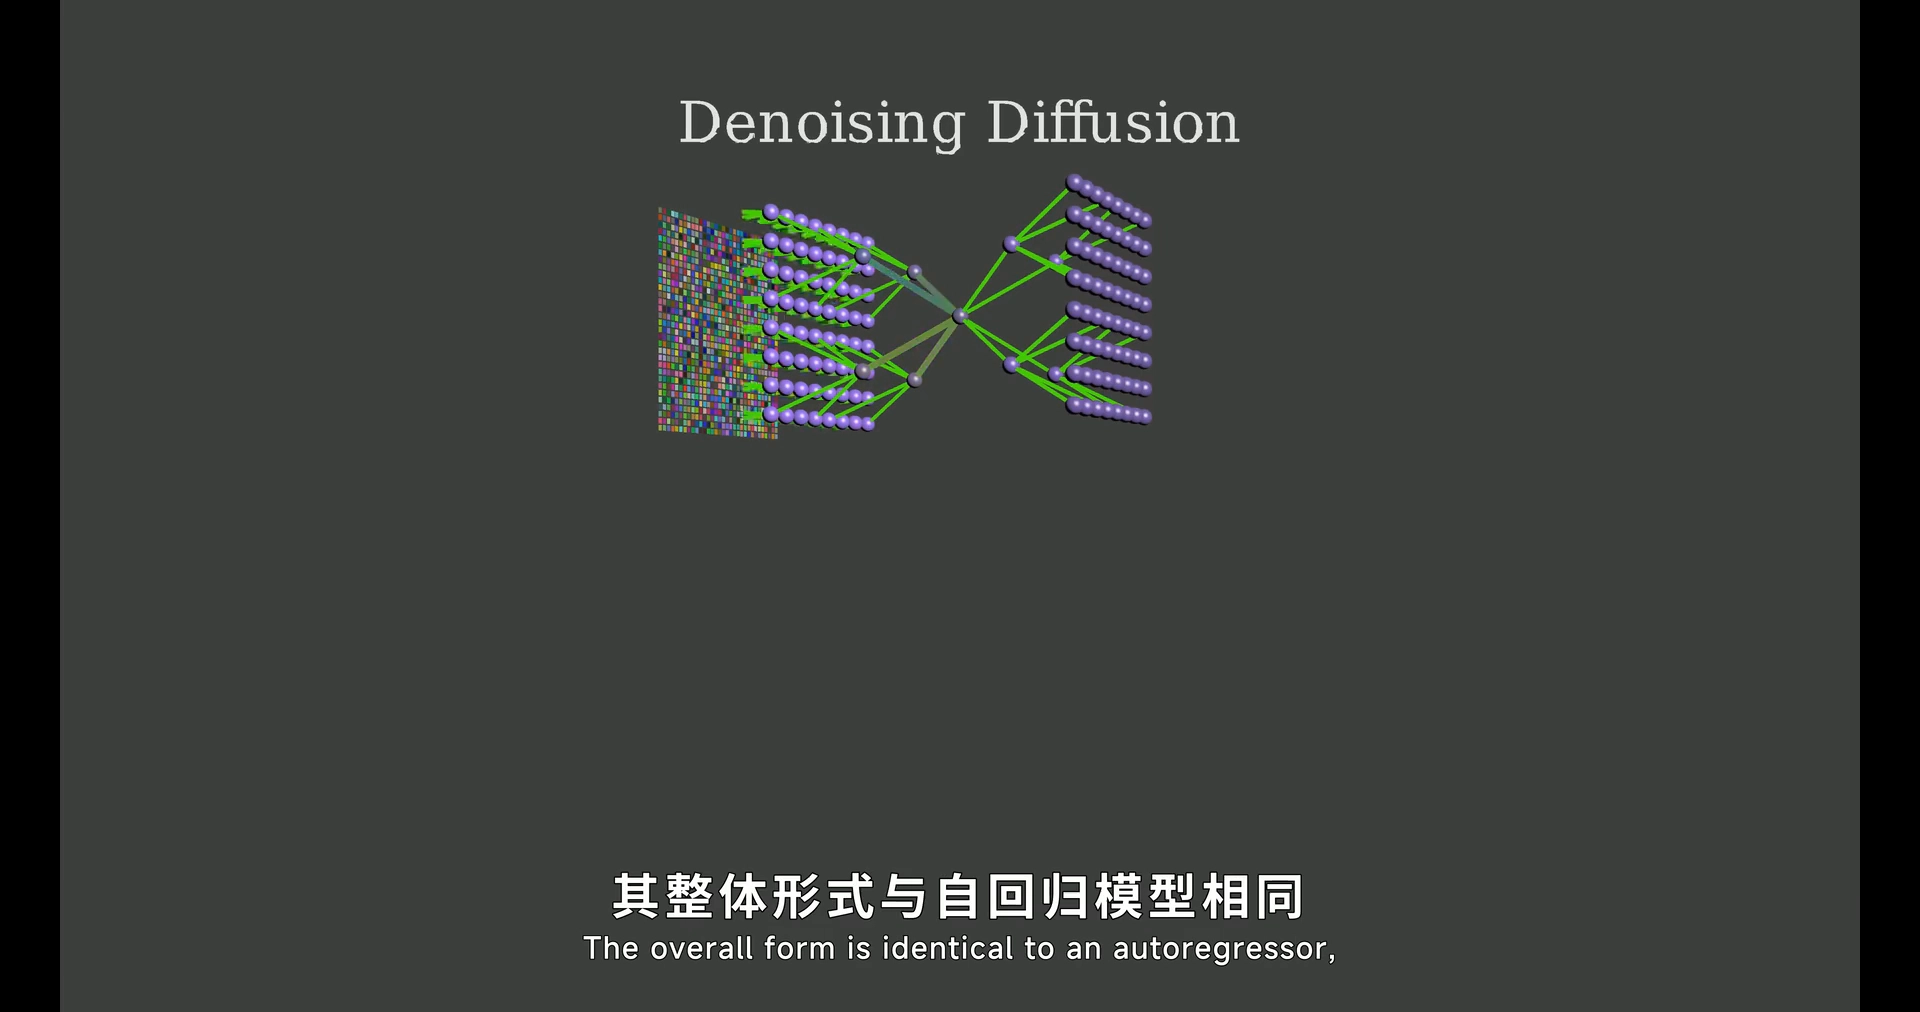 Denoising Diffusion
其整体形式与自回归模型相同
The overall form is identical to an autoregressor,